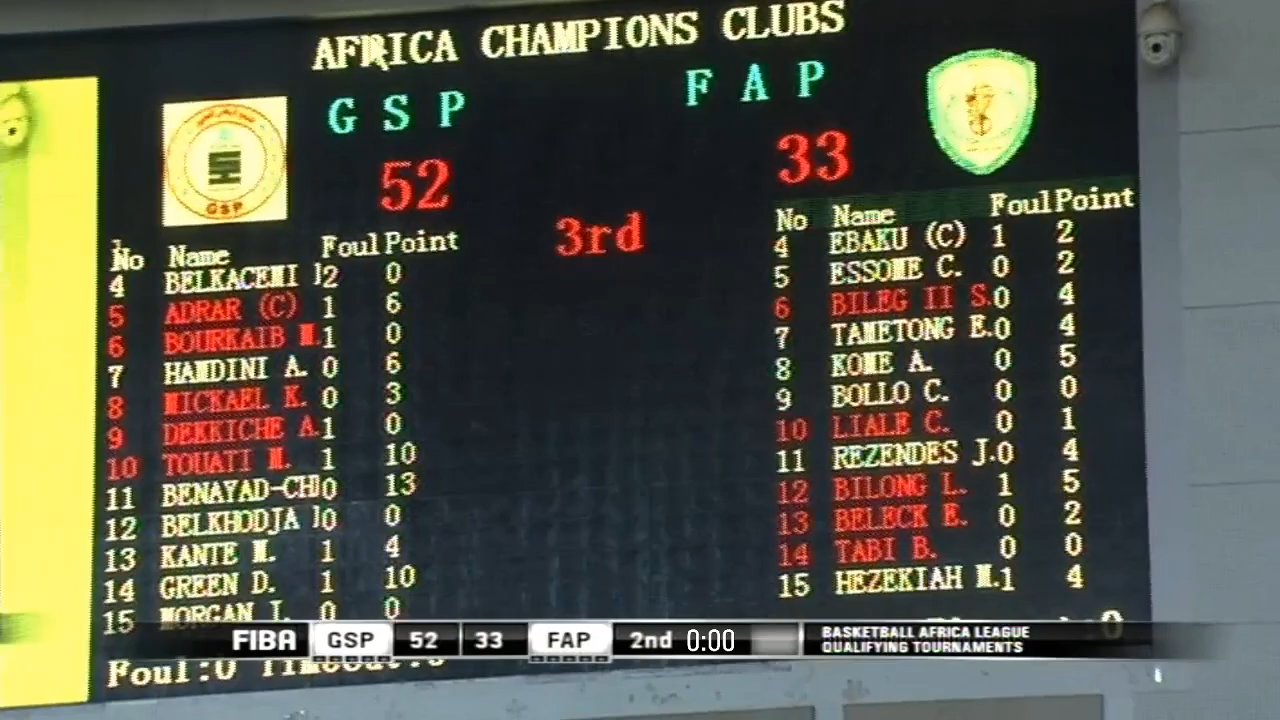 AFRICA CHAMPIONS CLUBS
GSP FAP
52 33
3rd
GSP
No Name Foul Point
4 BELKACEMI 2 0
5 ADRAR (C) 1 6
6 BOURKAIB M. 1 0
7 HAMDINI A. 0 6
8 MICKAEL K. 0 3
9 DEKKICHE A. 1 0
10 TOUATI M. 1 10
11 BENAYAD-CH 0 13
12 BELKHODJA 0 0
13 KANTE M. 1 4
14 GREEN D. 1 10
15 MORGAN 0 0
Foul:0
No Name Foul Point
4 EBAKU (C) 1 2
5 ESSOME C. 0 2
6 BILEG II S. 0 4
7 TAMETONG E. 0 4
8 KOME A. 0 5
9 BOLLO C. 0 0
10 LIALE C. 0 1
11 REZENDES J. 0 4
12 BILONG L. 1 5
13 BELECK E. 0 2
14 TABI B. 0 0
15 HEZEKIAH M. 1 4
FIBA GSP 52 33 FAP 2nd 0:00
BASKETBALL AFRICA LEAGUE
QUALIFYING TOURNAMENTS